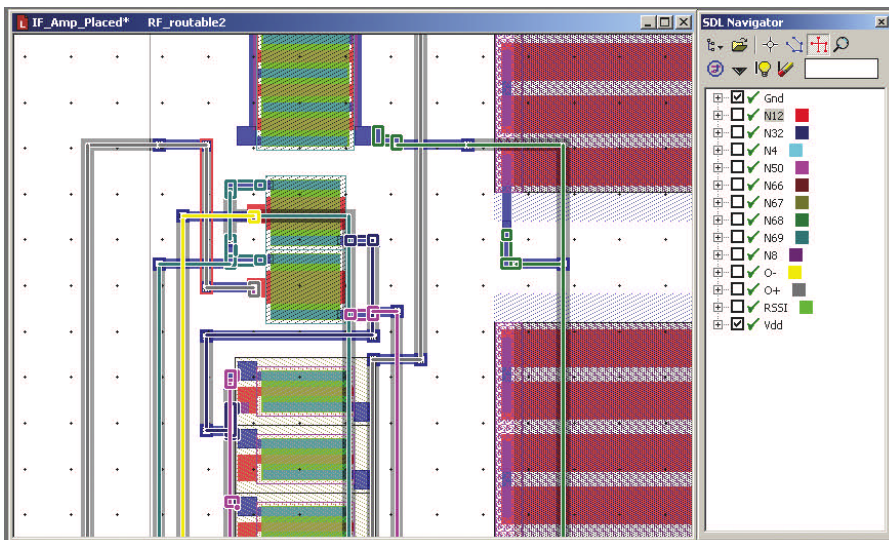 IF_Amp_Placed* RF_routable2
SDL Navigator
Gnd
N12
N32
N4
N50
N66
N67
N68
N69
N8
O-
O+
RSSI
Vdd